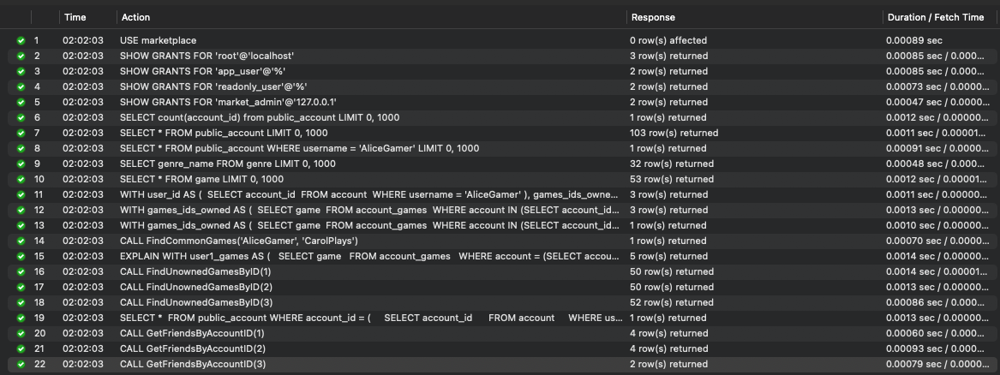 Time Action Response Duration / Fetch Time
1 02:02:03 USE marketplace 0 row(s) affected 0.00089 sec
2 02:02:03 SHOW GRANTS FOR 'root'@'localhost' 3 row(s) returned 0.00085 sec / 0.000...
3 02:02:03 SHOW GRANTS FOR 'app_user'@'%' 2 row(s) returned 0.00085 sec / 0.0000...
4 02:02:03 SHOW GRANTS FOR 'readonly_user'@'%' 2 row(s) returned 0.00073 sec / 0.0000...
5 02:02:03 SHOW GRANTS FOR 'market_admin'@'127.0.0.1' 2 row(s) returned 0.00047 sec / 0.000...
6 02:02:03 SELECT count(account_id) from public_account LIMIT 0, 1000 1 row(s) returned 0.0012 sec / 0.0000...
7 02:02:03 SELECT * FROM public_account LIMIT 0, 1000 103 row(s) returned 0.0011 sec / 0.00001...
8 02:02:03 SELECT * FROM public_account WHERE username = 'AliceGamer' LIMIT 0, 1000 1 row(s) returned 0.00091 sec / 0.0000...
9 02:02:03 SELECT genre_name FROM genre LIMIT 0, 1000 32 row(s) returned 0.00048 sec / 0.000...
10 02:02:03 SELECT * FROM game LIMIT 0, 1000 53 row(s) returned 0.0012 sec / 0.00001...
11 02:02:03 WITH user_id AS ( SELECT account_id FROM account WHERE username = 'AliceGamer' ), games_ids_owne... 3 row(s) returned 0.0011 sec / 0.0000...
12 02:02:03 WITH games_ids_owned AS ( SELECT game FROM account_games WHERE account IN (SELECT account_id... 3 row(s) returned 0.0013 sec / 0.0000...
13 02:02:03 WITH games_ids_owned AS ( SELECT game FROM account_games WHERE account IN (SELECT account_id... 1 row(s) returned 0.0010 sec / 0.0000...
14 02:02:03 CALL FindCommonGames('AliceGamer', 'CarolPlays') 1 row(s) returned 0.00070 sec / 0.000...
15 02:02:03 EXPLAIN WITH user1_games AS ( SELECT game FROM account_games WHERE account = (SELECT accou... 5 row(s) returned 0.0014 sec / 0.0000...
16 02:02:03 CALL FindUnownedGamesByID(1) 50 row(s) returned 0.0014 sec / 0.00001...
17 02:02:03 CALL FindUnownedGamesByID(2) 50 row(s) returned 0.0013 sec / 0.0000...
18 02:02:03 CALL FindUnownedGamesByID(3) 52 row(s) returned 0.00086 sec / 0.000...
19 02:02:03 SELECT * FROM public_account WHERE account_id = ( SELECT account_id FROM account WHERE us... 1 row(s) returned 0.0013 sec / 0.0000...
20 02:02:03 CALL GetFriendsByAccountID(1) 4 row(s) returned 0.00060 sec / 0.000...
21 02:02:03 CALL GetFriendsByAccountID(2) 4 row(s) returned 0.00093 sec / 0.000...
22 02:02:03 CALL GetFriendsByAccountID(3) 2 row(s) returned 0.00079 sec / 0.000...